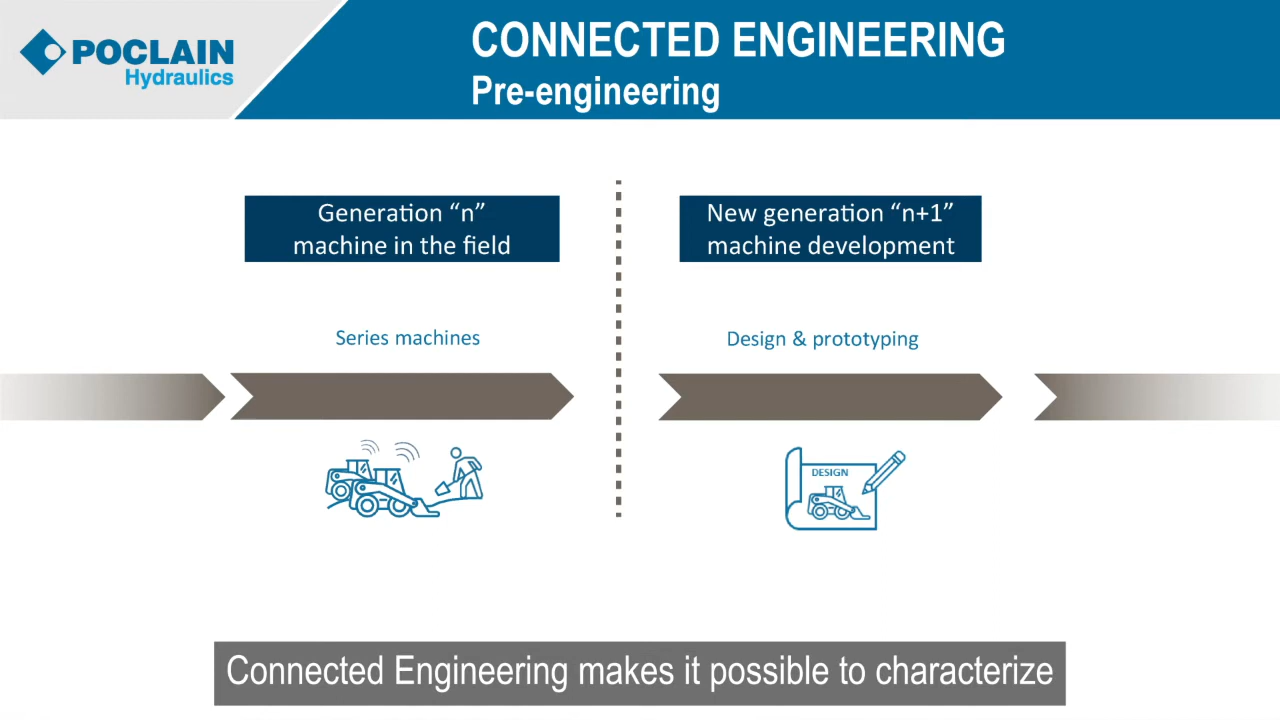 POCLAIN
Hydraulics
CONNECTED ENGINEERING
Pre-engineering
Generation “n”
machine in the field
New generation “n+1”
machine development
Series machines
Design & prototyping
DESIGN
Connected Engineering makes it possible to characterize